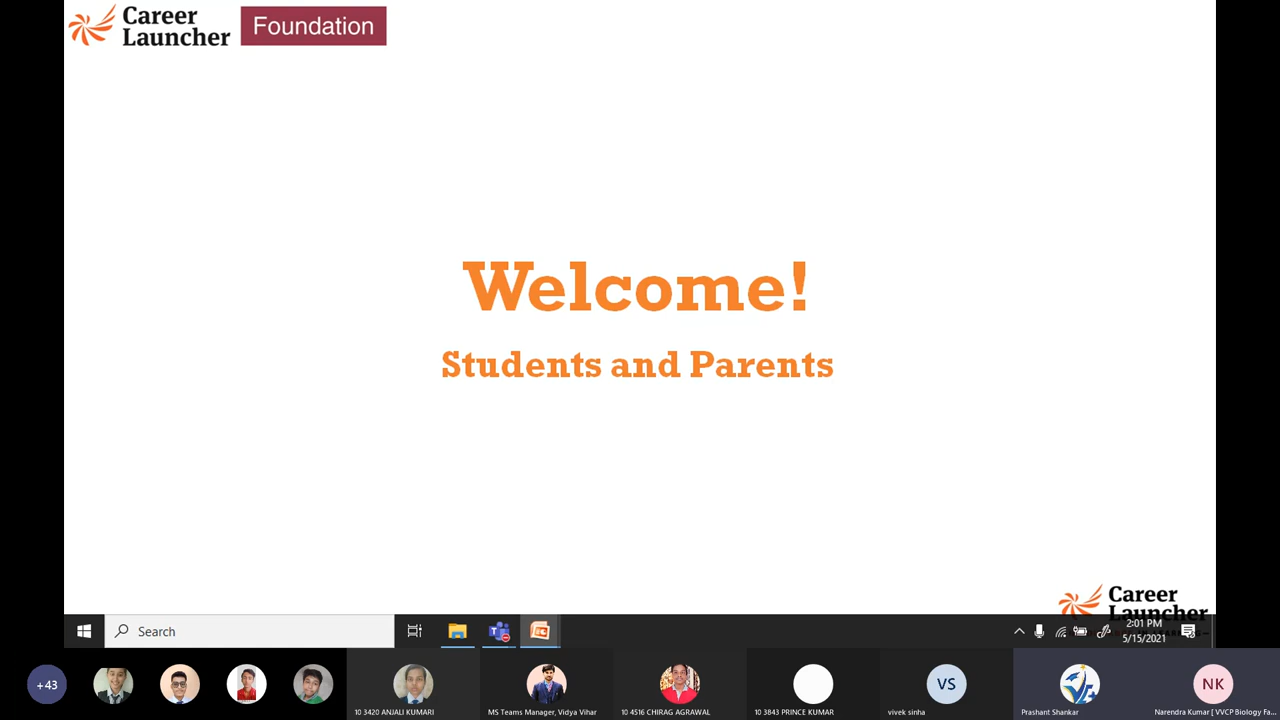 Career
Launcher
Foundation
Welcome!
Students and Parents
Career
Launcher
Search
2:01 PM
5/15/2021
+43
VS
NK
10 3420 ANJALI KUMARI
MS Teams Manager, Vidya Vihar
10 4516 CHIRAG AGRAWAL
10 3843 PRINCE KUMAR
vivek sinha
Prashant Shankar
Narendra Kumar [ VVCP Biology Fa...